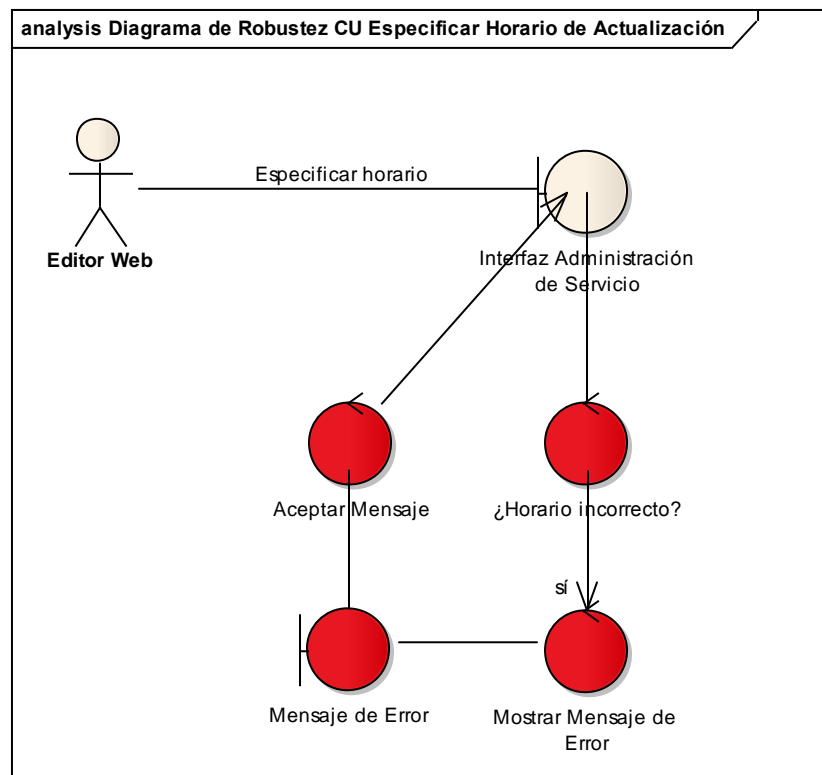 analysis Diagrama de Robustez CU Especificar Horario de Actualización
Especificar horario
Editor Web
Interfaz Administración
de Servicio
Aceptar Mensaje
¿Horario incorrecto?
sí
Mensaje de Error
Mostrar Mensaje de
Error